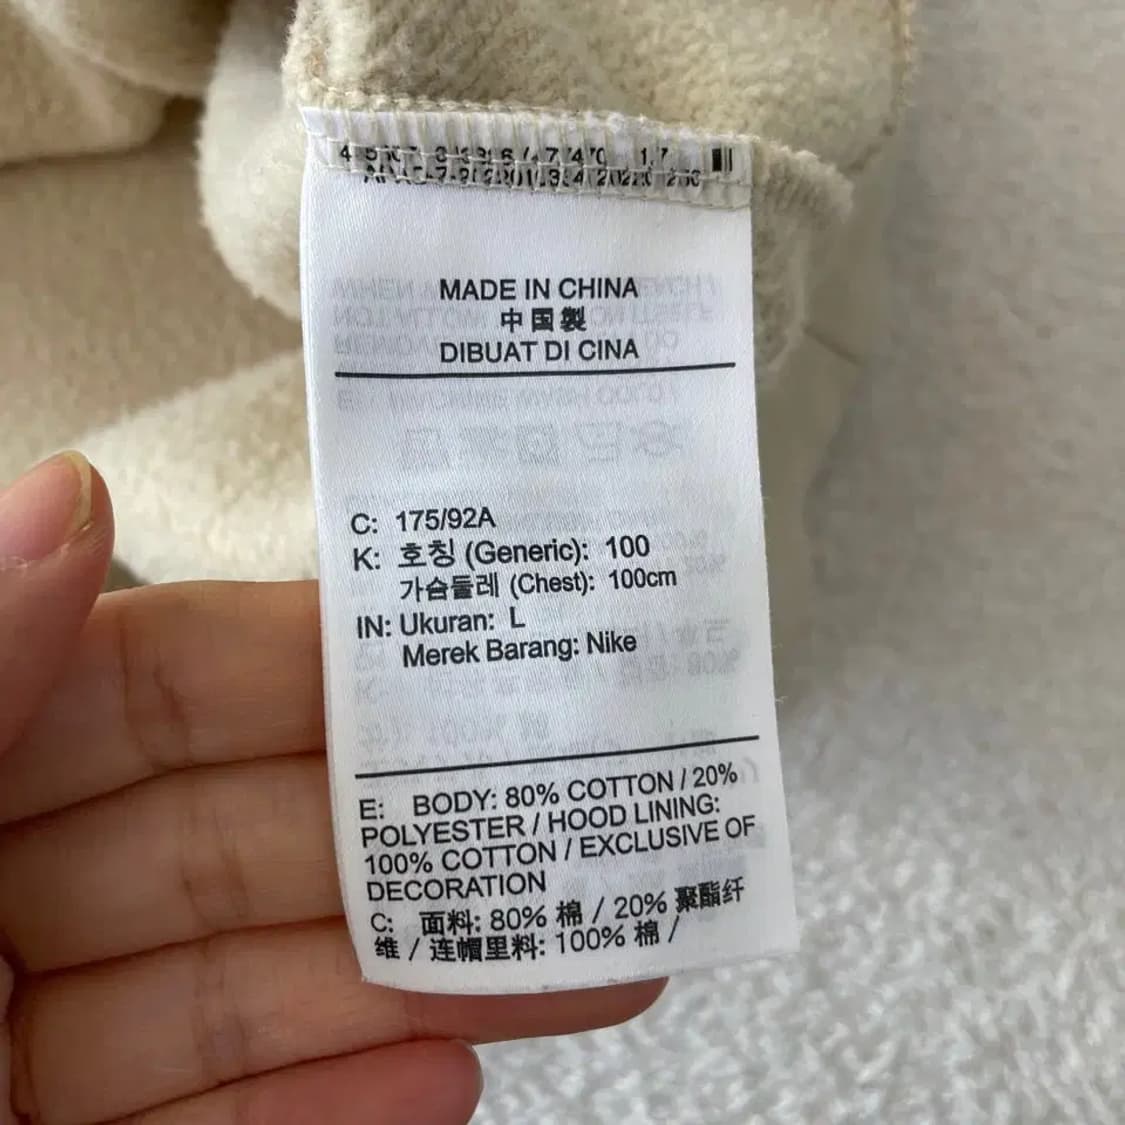 MADE IN CHINA
中国製
DIBUAT DI CINA
C: 175/92A
K: 호칭 (Generic): 100
가슴둘레 (Chest): 100cm
IN: Ukuran: L
Merek Barang: Nike
E: BODY: 80% COTTON / 20%
POLYESTER / HOOD LINING:
100% COTTON / EXCLUSIVE OF
DECORATION
C: 面料: 80% 棉 / 20% 聚酯纤
维 / 连帽里料: 100% 棉 /